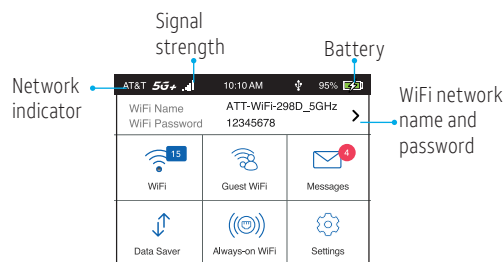 Signal
strength
Battery
Network
indicator
AT&T 5G+ 10:10 AM 95%
WiFi Name ATT-WiFi-298D_5GHz
WiFi Password 12345678
WiFi network
name and
password
15
4
WiFi Guest WiFi Messages
Data Saver Always-on WiFi Settings